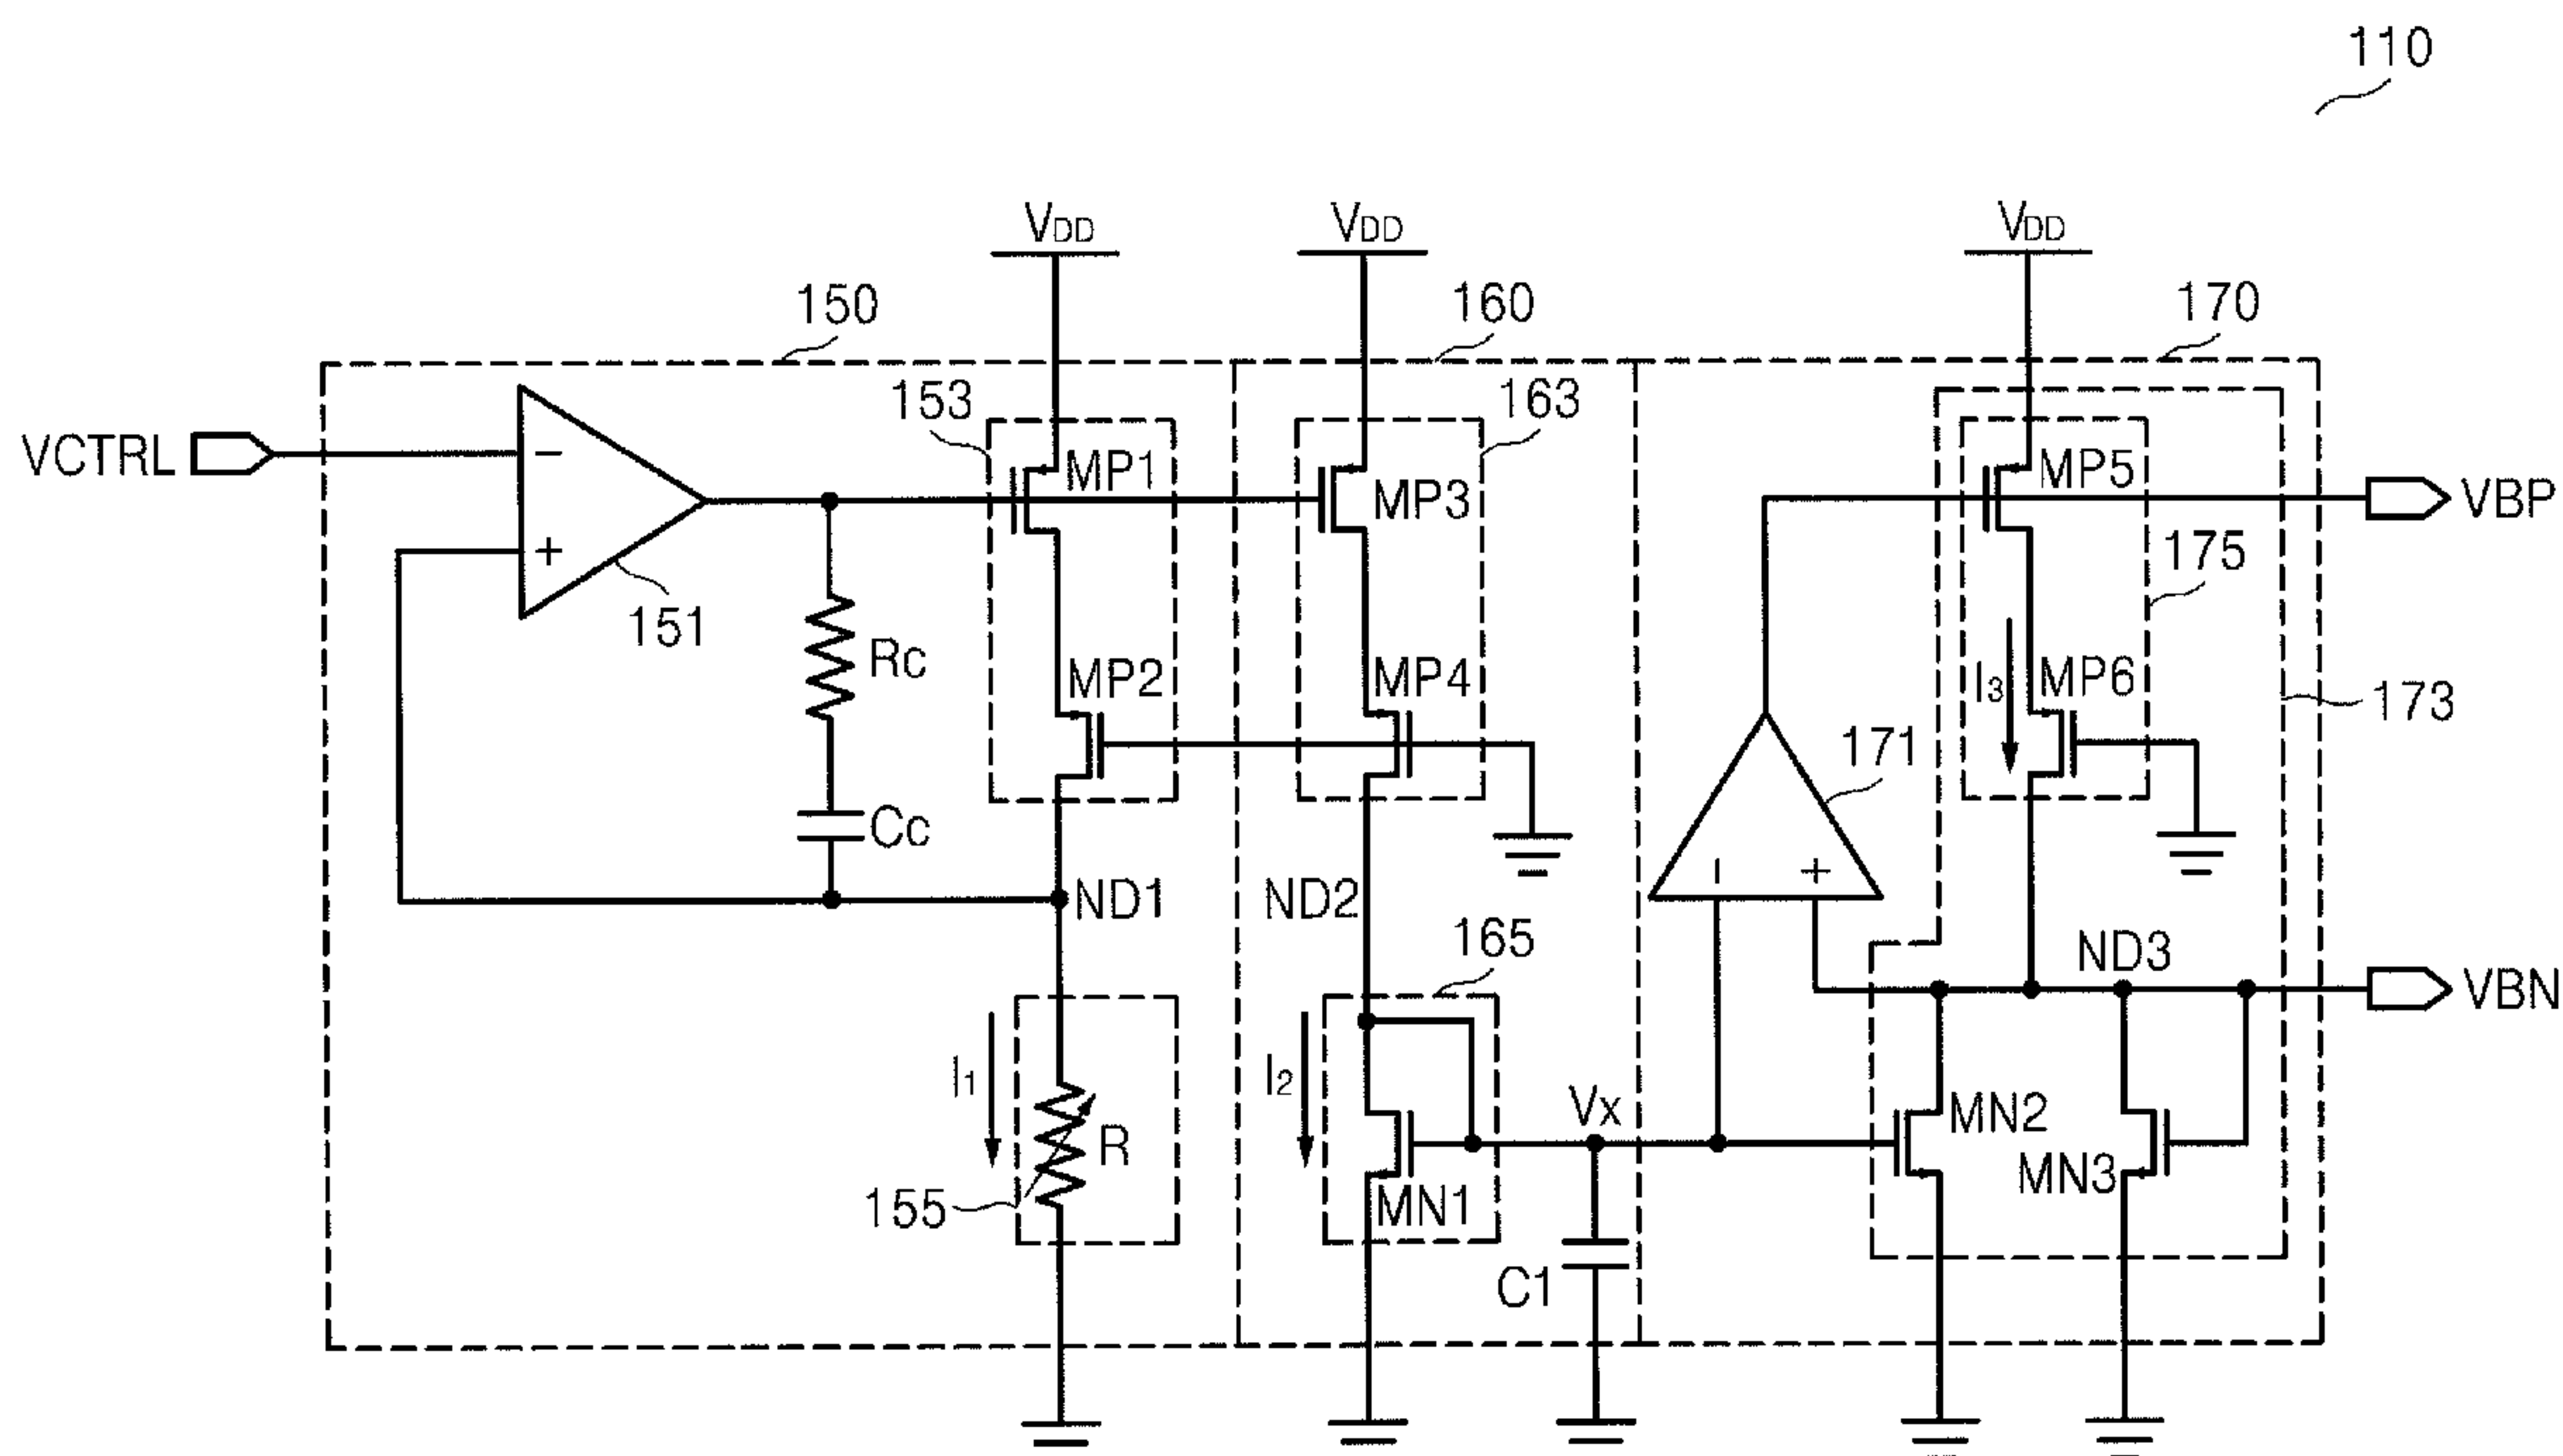 110
VDD VDD VDD
150 160 170
153 163
VCTRL − MP1 MP3 MP5 VBP
+ 175
151
Rc MP2 MP4 I3 MP6 173
171
Cc
− +
ND1 ND2 165 ND3 VBN
I1 R I2 Vx MN2
155 MN1 MN3
C1